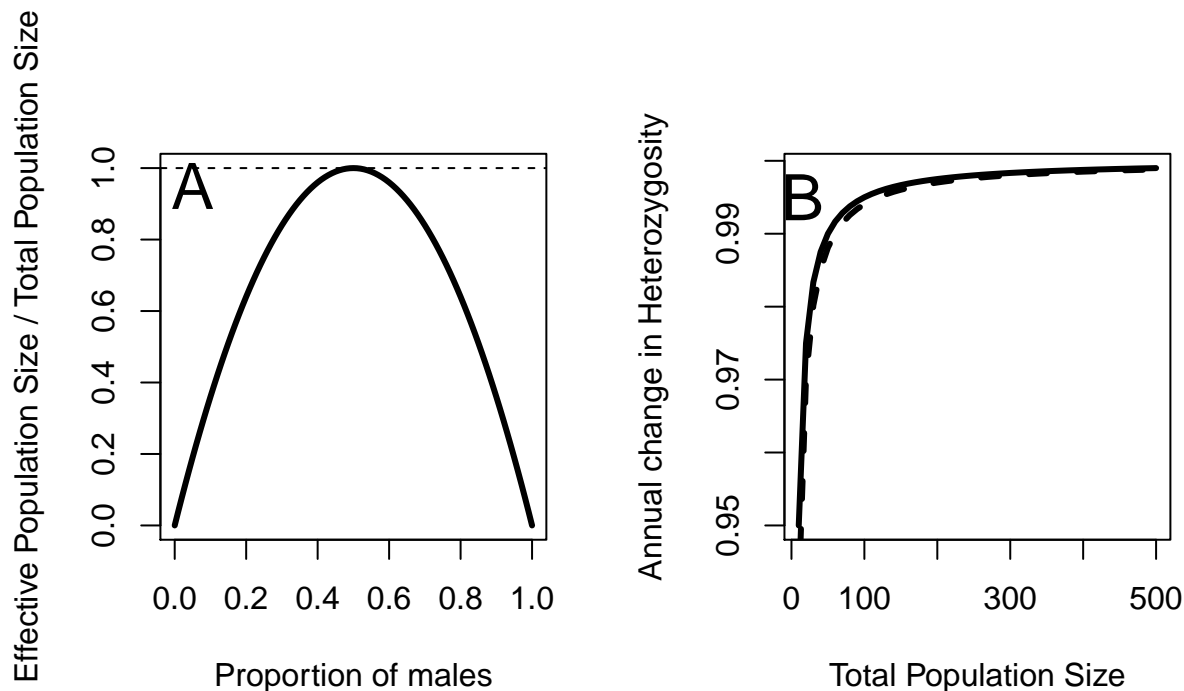 Effective Population Size / Total Population Size
1.0
0.8
0.6
0.4
0.2
0.0
A
0.0 0.2 0.4 0.6 0.8 1.0
Proportion of males
Annual change in Heterozygosity
0.99
0.97
0.95
B
0 100 300 500
Total Population Size